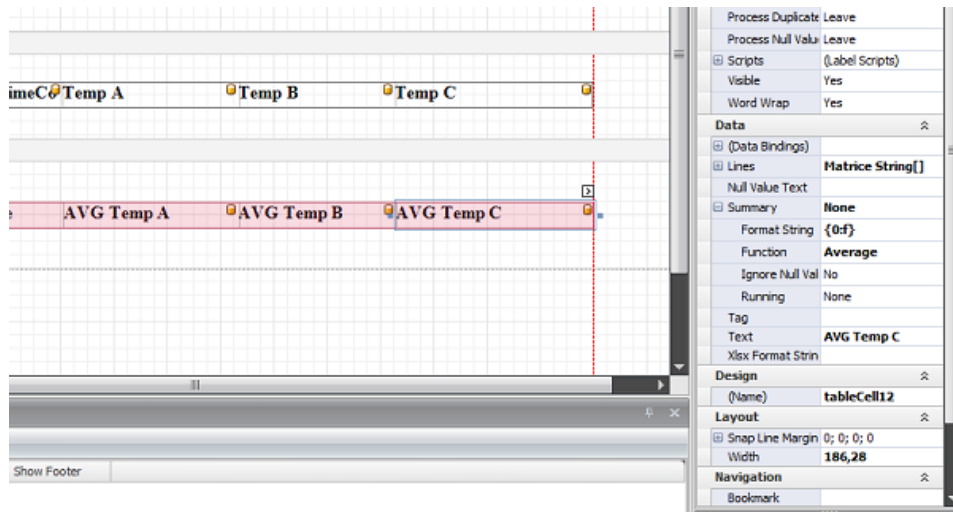 Process Duplicate Leave
Process Null Valu Leave
Scripts (Label Scripts)
Visible Yes
Word Wrap Yes
Data
(Data Bindings)
Lines Matrice String[]
Null Value Text
Summary None
Format String {0:f}
Function Average
Ignore Null Val No
Running None
Tag
Text AVG Temp C
Xlsx Format Strin
Design
(Name) tableCell12
Layout
Snap Line Margin 0; 0; 0; 0
Width 186,28
Navigation
Bookmark
imeCo Temp A Temp B Temp C
e AVG Temp A AVG Temp B AVG Temp C
Show Footer